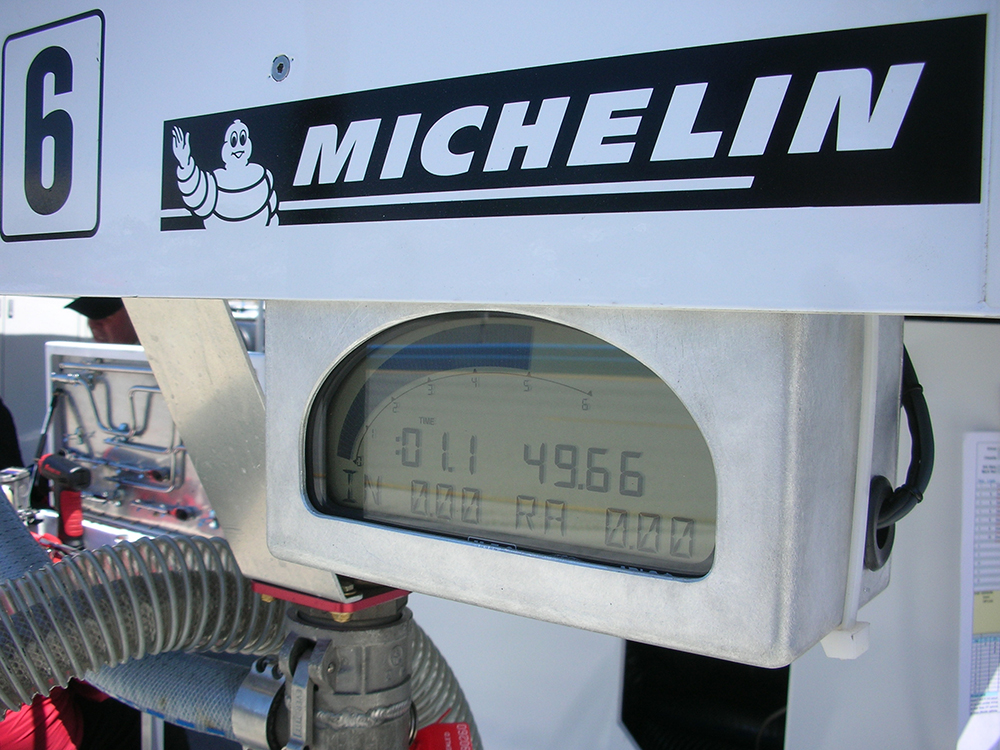 6
MICHELIN
1 2 3 4 5 6
TIME
:01.1 49.66
IN 0.00 RA 0.00